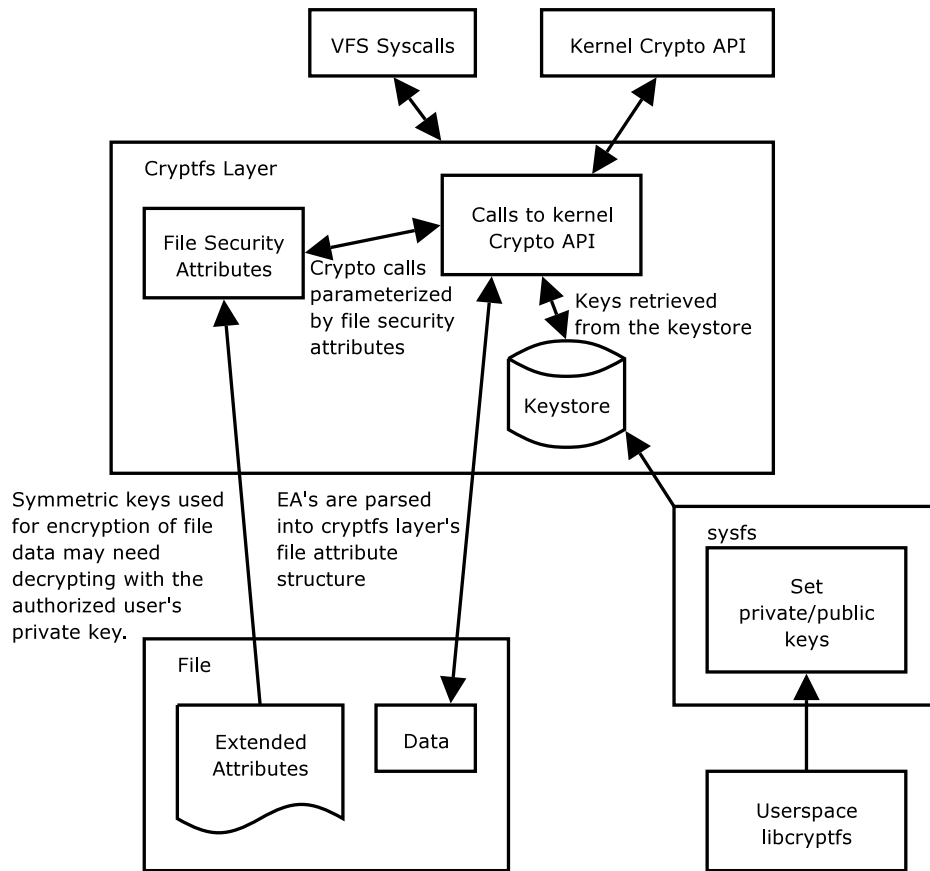 VFS Syscalls
Kernel Crypto API
Cryptfs Layer
Calls to kernel
Crypto API
File Security
Attributes
Crypto calls
parameterized
by file security
attributes
Keys retrieved
from the keystore
Keystore
Symmetric keys used
for encryption of file
data may need
decrypting with the
authorized user's
private key.
EA's are parsed
into cryptfs layer's
file attribute
structure
sysfs
Set
private/public
keys
File
Extended
Attributes
Data
Userspace
libcryptfs